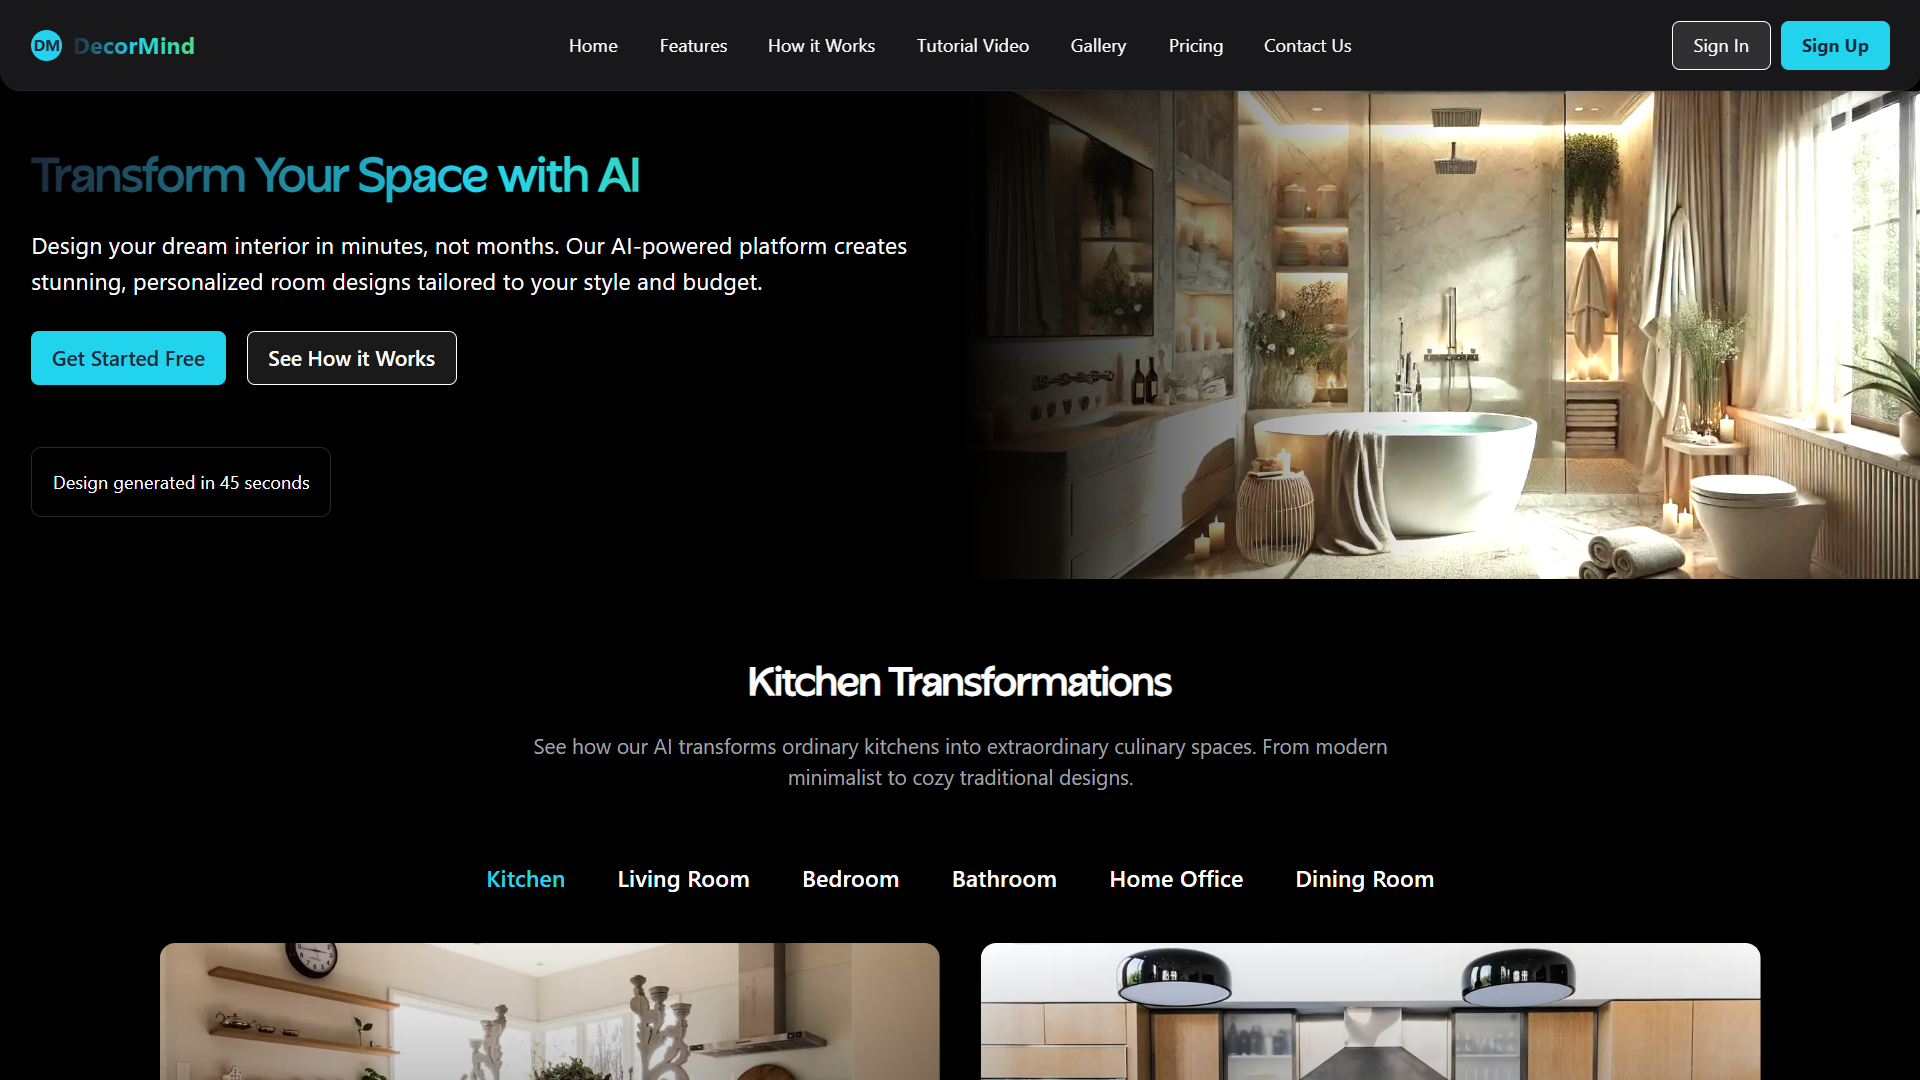 DM DecorMind
Home Features How it Works Tutorial Video Gallery Pricing Contact Us
Sign In Sign Up
Transform Your Space with AI
Design your dream interior in minutes, not months. Our AI-powered platform creates
stunning, personalized room designs tailored to your style and budget.
Get Started Free See How it Works
Design generated in 45 seconds
Kitchen Transformations
See how our AI transforms ordinary kitchens into extraordinary culinary spaces. From modern
minimalist to cozy traditional designs.
Kitchen Living Room Bedroom Bathroom Home Office Dining Room